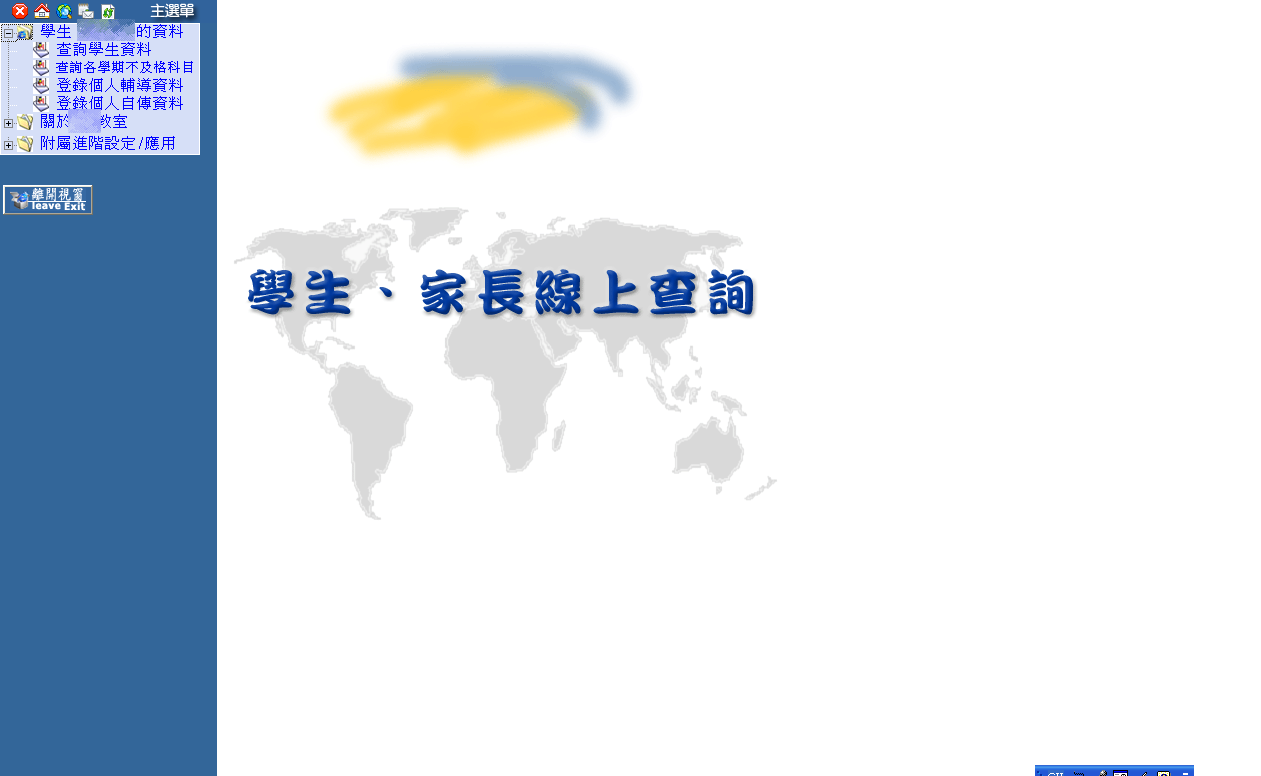 主選單
學生 的資料
查詢學生資料
查詢各學期不及格科目
登錄個人輔導資料
登錄個人自傳資料
關於 教室
附屬進階設定/應用
離開視窗
leave Exit
學生、家長線上查詢